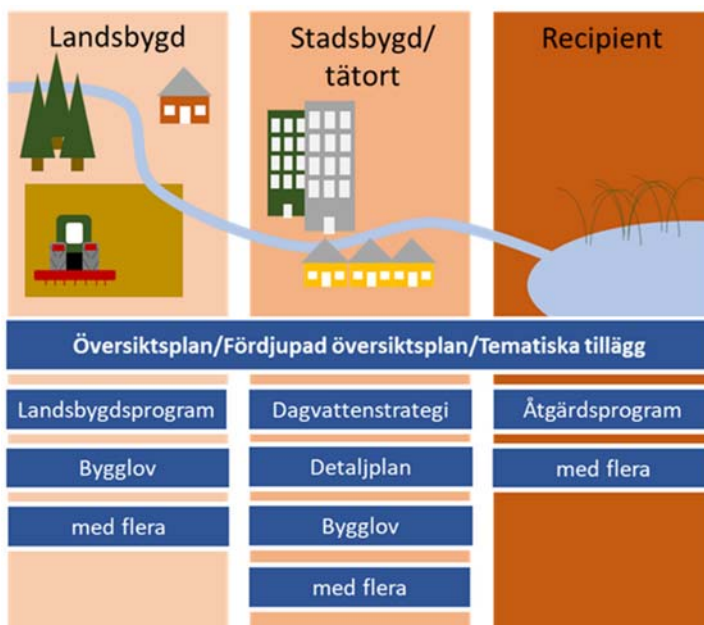 Landsbygd
Stadsbygd/
tätort
Recipient
Översiktsplan/Fördjupad översiktsplan/Tematiska tillägg
Landsbygdsprogram
Bygglov
med flera
Dagvattenstrategi
Detaljplan
Bygglov
med flera
Åtgärdsprogram
med flera